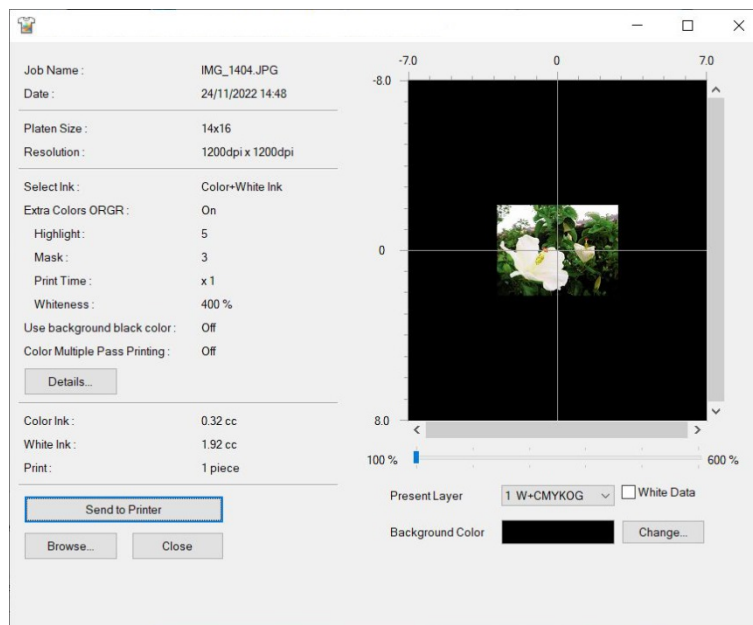 Job Name : IMG_1404.JPG
Date : 24/11/2022 14:48
Platen Size : 14x16
Resolution : 1200dpi x 1200dpi
Select Ink : Color+White Ink
Extra Colors ORGR : On
Highlight : 5
Mask : 3
Print Time : x 1
Whiteness : 400 %
Use background black color : Off
Color Multiple Pass Printing : Off
Details...
Color Ink : 0.32 cc
White Ink : 1.92 cc
Print : 1 piece
Send to Printer
Browse... Close
-7.0 0 7.0
-8.0
0
8.0
100 % 600 %
Present Layer 1 W+CMYKOG White Data
Background Color Change...